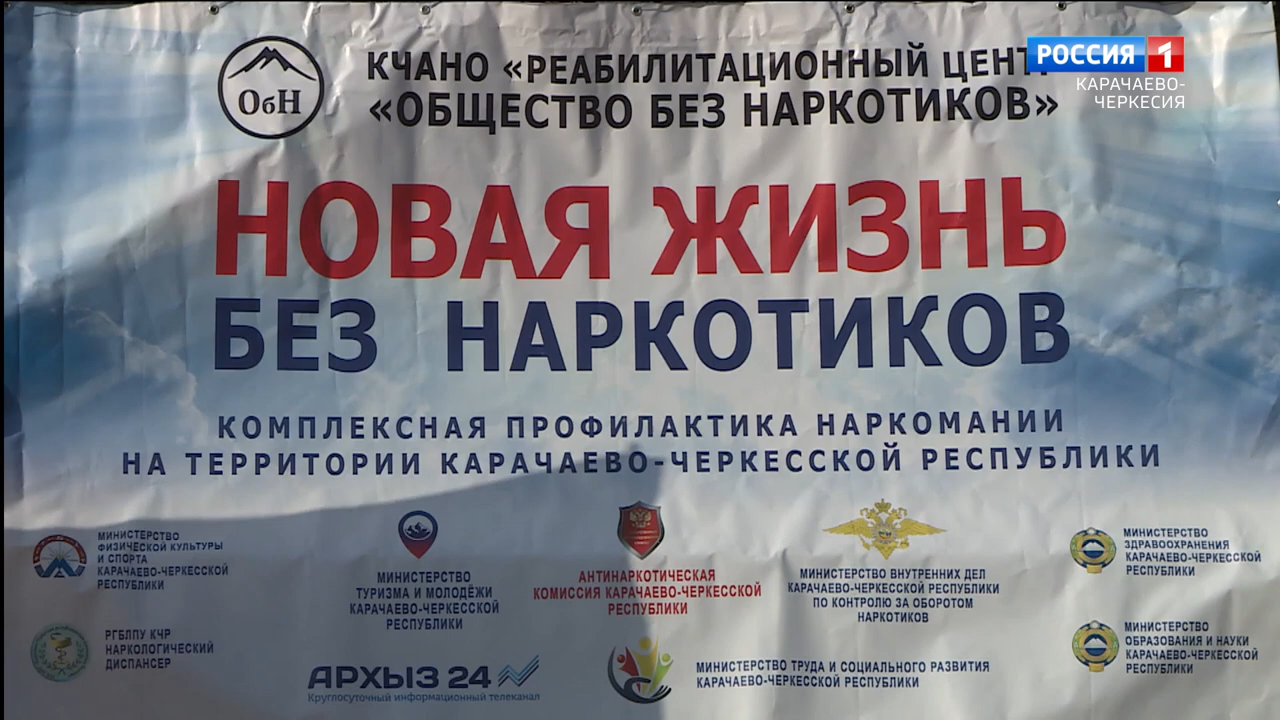 КЧАНО «РЕАБИЛИТАЦИОННЫЙ
«ОБЩЕСТВО БЕЗ НАРКОТИКОВ»
ОбН
РОССИЯ 1
КАРАЧАЕВО-
ЧЕРКЕСИЯ
НОВАЯ ЖИЗНЬ
БЕЗ НАРКОТИКОВ
КОМПЛЕКСНАЯ ПРОФИЛАКТИКА НАРКОМАНИИ
НА ТЕРРИТОРИИ КАРАЧАЕВО-ЧЕРКЕССКОЙ РЕСПУБЛИКИ
МИНИСТЕРСТВО
ФИЗИЧЕСКОЙ КУЛЬТУРЫ
И СПОРТА
КАРАЧАЕВО-ЧЕРКЕССКОЙ
РЕСПУБЛИКИ
МИНИСТЕРСТВО
ТУРИЗМА И МОЛОДЁЖИ
КАРАЧАЕВО-ЧЕРКЕССКОЙ
РЕСПУБЛИКИ
АНТИНАРКОТИЧЕСКАЯ
КОМИССИЯ КАРАЧАЕВО-ЧЕРКЕССКОЙ
РЕСПУБЛИКИ
МИНИСТЕРСТВО ВНУТРЕННИХ ДЕЛ
КАРАЧАЕВО-ЧЕРКЕССКОЙ РЕСПУБЛИКИ
ПО КОНТРОЛЮ ЗА ОБОРОТОМ
НАРКОТИКОВ
МИНИСТЕРСТВО
ЗДРАВООХРАНЕНИЯ
КАРАЧАЕВО-ЧЕРКЕССКОЙ
РЕСПУБЛИКИ
РГБЛПУ КЧР
НАРКОЛОГИЧЕСКИЙ
ДИСПАНСЕР
АРХЫЗ 24
Круглосуточный информационный телеканал
МИНИСТЕРСТВО ТРУДА И СОЦИАЛЬНОГО РАЗВИТИЯ
КАРАЧАЕВО-ЧЕРКЕССКОЙ РЕСПУБЛИКИ
МИНИСТЕРСТВО
ОБРАЗОВАНИЯ И НАУКИ
КАРАЧАЕВО-ЧЕРКЕССКОЙ
РЕСПУБЛИКИ